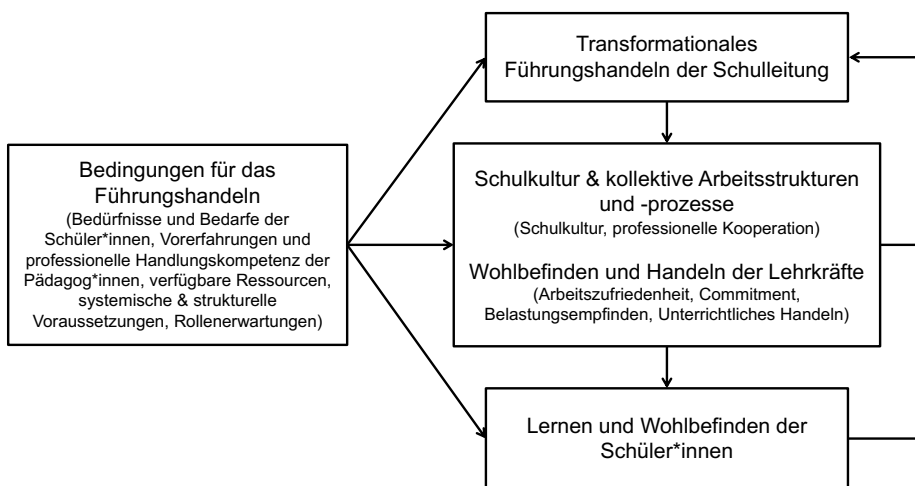 Transformationales
Führungshandeln der Schulleitung
Bedingungen für das
Führungshandeln
(Bedürfnisse und Bedarfe der
Schüler*innen, Vorerfahrungen und
professionelle Handlungskompetenz der
Pädagog*innen, verfügbare Ressourcen,
systemische & strukturelle
Voraussetzungen, Rollenerwartungen)
Schulkultur & kollektive Arbeitsstrukturen
und -prozesse
(Schulkultur, professionelle Kooperation)
Wohlbefinden und Handeln der Lehrkräfte
(Arbeitszufriedenheit, Commitment,
Belastungsempfinden, Unterrichtliches Handeln)
Lernen und Wohlbefinden der
Schüler*innen